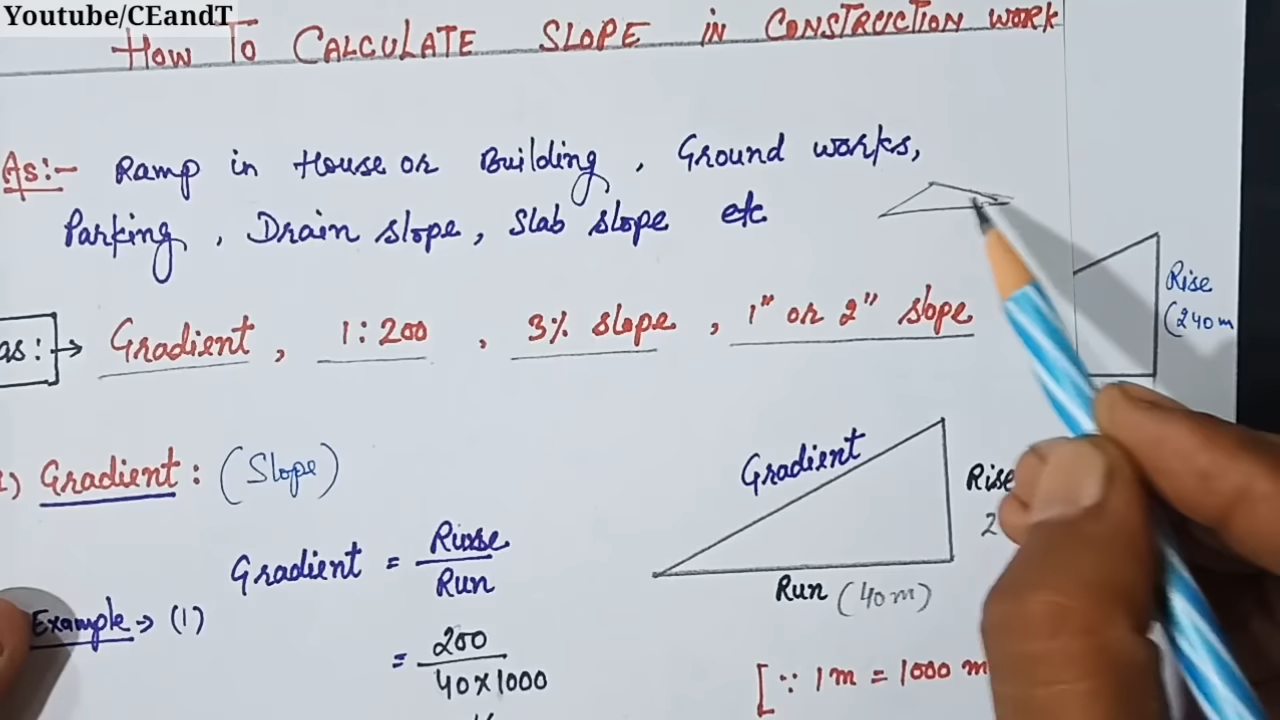 Youtube/CEandT
HOW TO CALCULATE SLOPE in CONSTRUCTION WORK
As:- Ramp in House or Building, Ground works,
Parking, Drain slope, Slab slope etc
as: → Gradient, 1:200, 3% slope, 1" or 2" slope
Rise
(240m
) Gradient: (Slope)
Gradient
Rise
2
Run (40m)
Gradient = Rise
Run
Example → (1)
= 200
40×1000
[∵ 1m = 1000 m